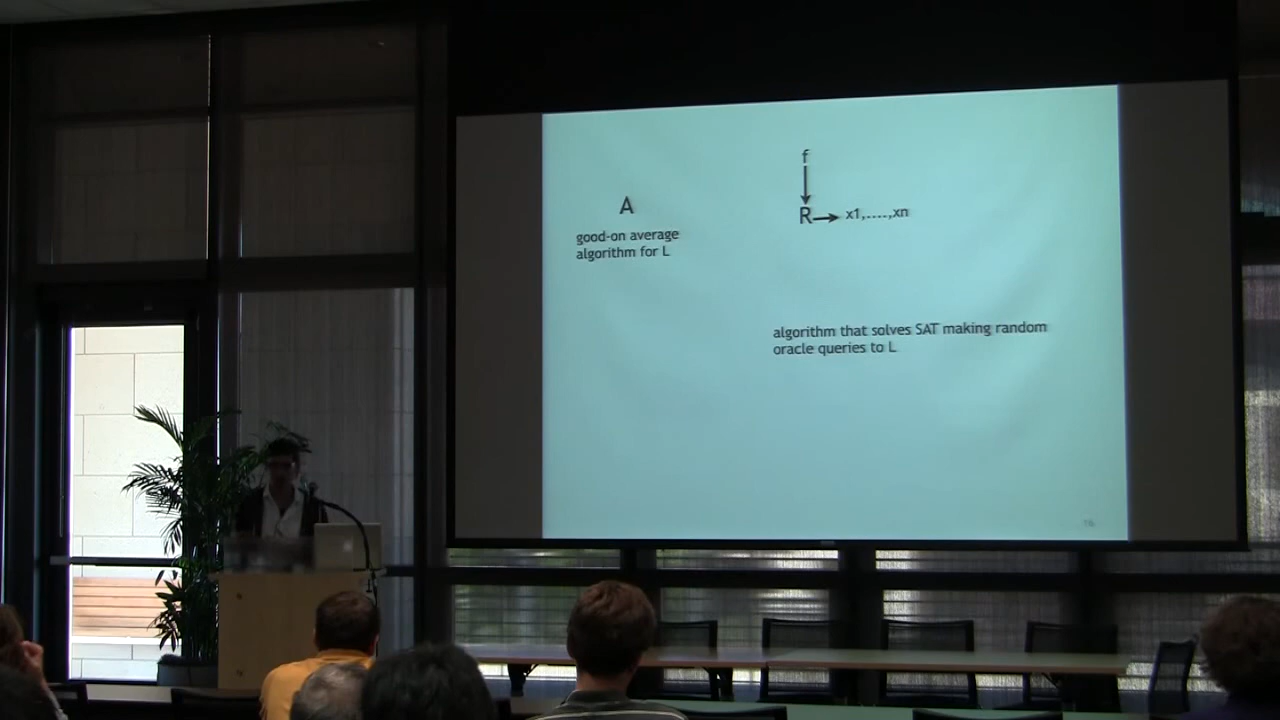 f
A
R
x1,....,xn
good-on average
algorithm for L
algorithm that solves SAT making random
oracle queries to L